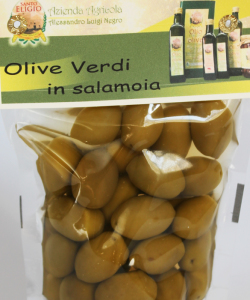 SANTO
ELIGIO
Azienda Agricola
Alessandro Luigi Negro
Olive Verdi
in salamoia